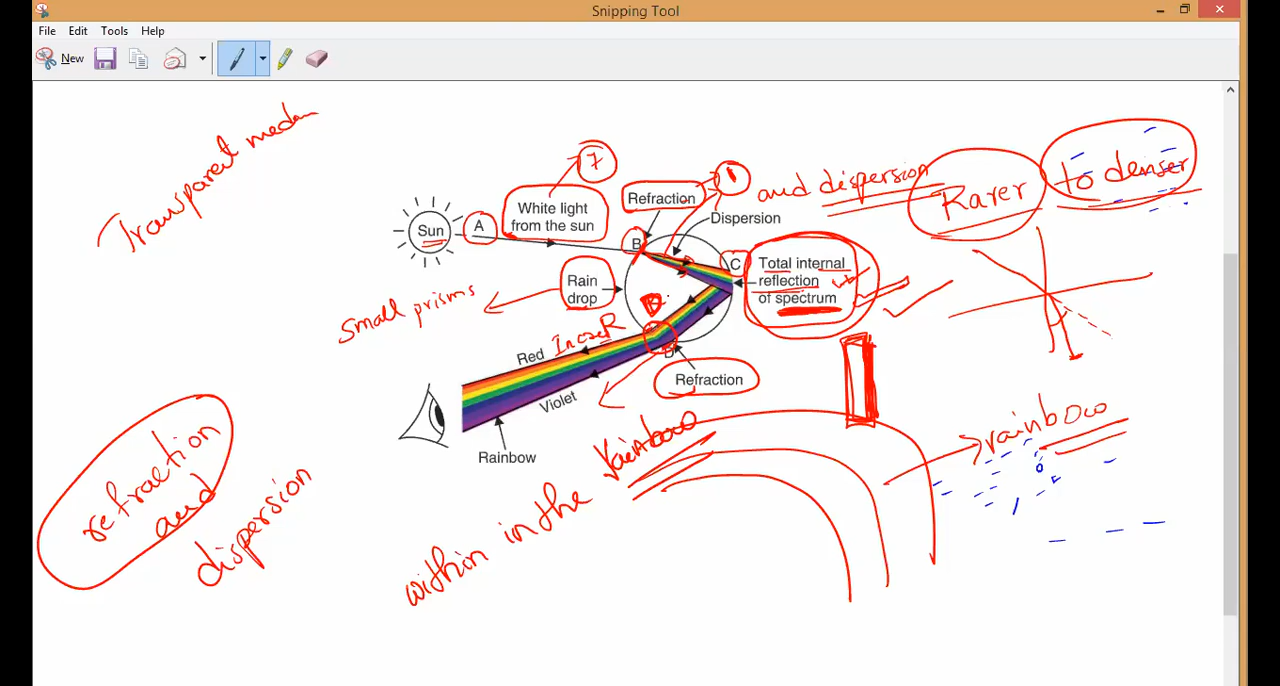 Snipping Tool
File Edit Tools Help
New
Transparent medm
7
1
and dispersion
Rarer
to denser
White light
from the sun
Refraction
Dispersion
Sun
A
B
C
Total internal
reflection
of spectrum
Rain
drop
Small prisms
Red
D
Refraction
Violet
Rainbow
rainbow
rainbow
refraction
and
dispersion
within in the